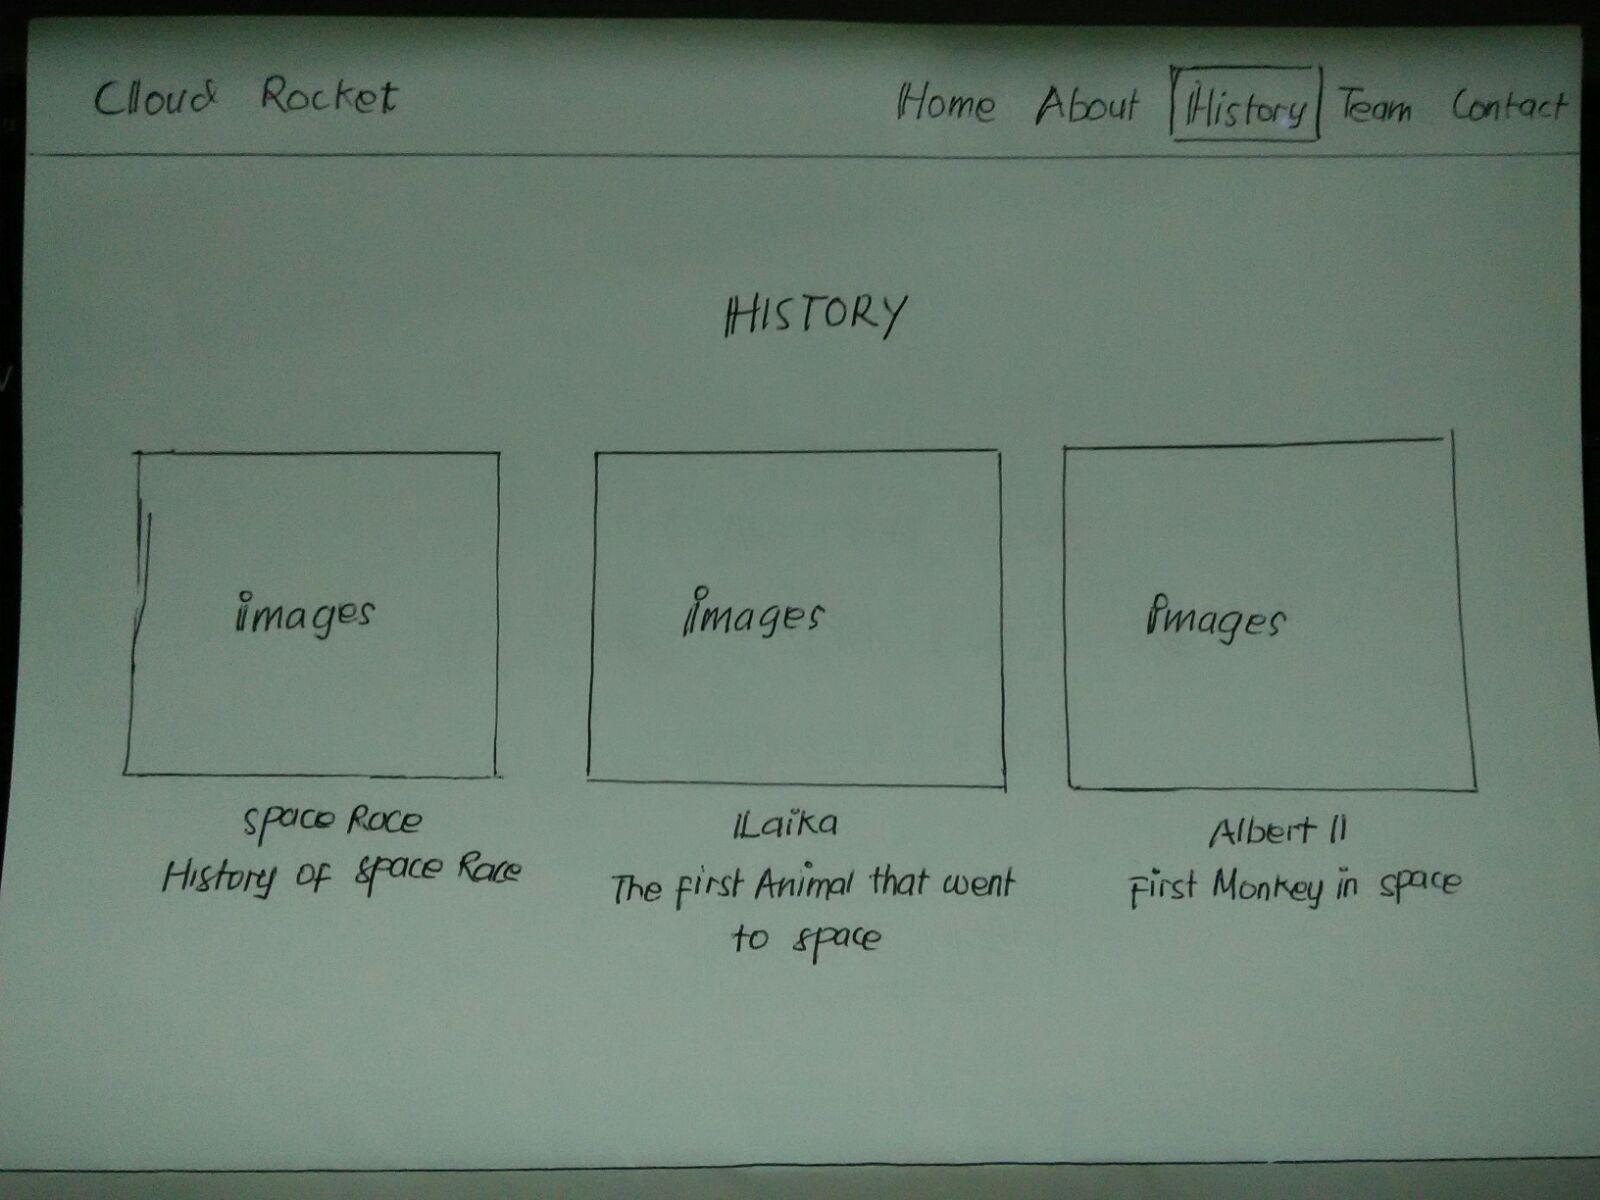 Cloud Rocket
Home About History Team Contact
HISTORY
images
images
images
Space Race
History of space Race
Laika
The first Animal that went
to space
Albert II
First Monkey in space